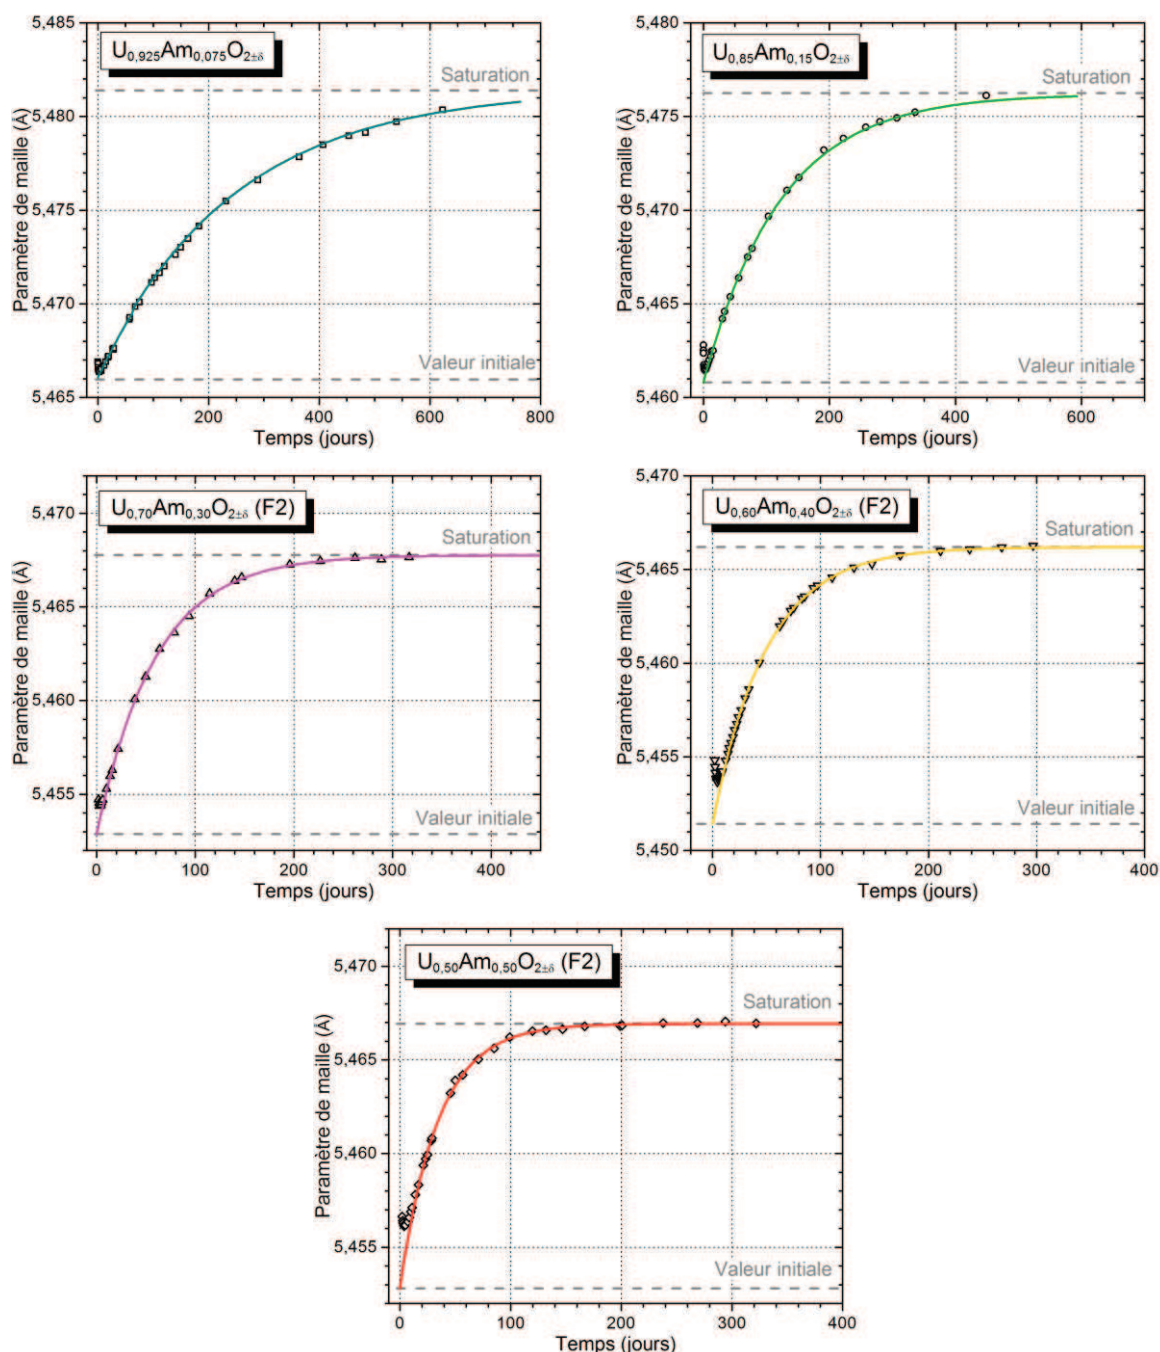 5,485
5,480
5,475
5,470
5,465
U0,925Am0,075O2±δ
Saturation
Valeur initiale
Paramètre de maille (Å)
0 200 400 600 800
Temps (jours)
5,480
5,475
5,470
5,465
5,460
U0,85Am0,15O2±δ
Saturation
Valeur initiale
Paramètre de maille (Å)
0 200 400 600
Temps (jours)
5,470
5,465
5,460
5,455
U0,70Am0,30O2±δ (F2)
Saturation
Valeur initiale
Paramètre de maille (Å)
0 100 200 300 400
Temps (jours)
5,470
5,465
5,460
5,455
5,450
U0,60Am0,40O2±δ (F2)
Saturation
Valeur initiale
Paramètre de maille (Å)
0 100 200 300 400
Temps (jours)
5,470
5,465
5,460
5,455
U0,50Am0,50O2±δ (F2)
Saturation
Valeur initiale
Paramètre de maille (Å)
0 100 200 300 400
Temps (jours)